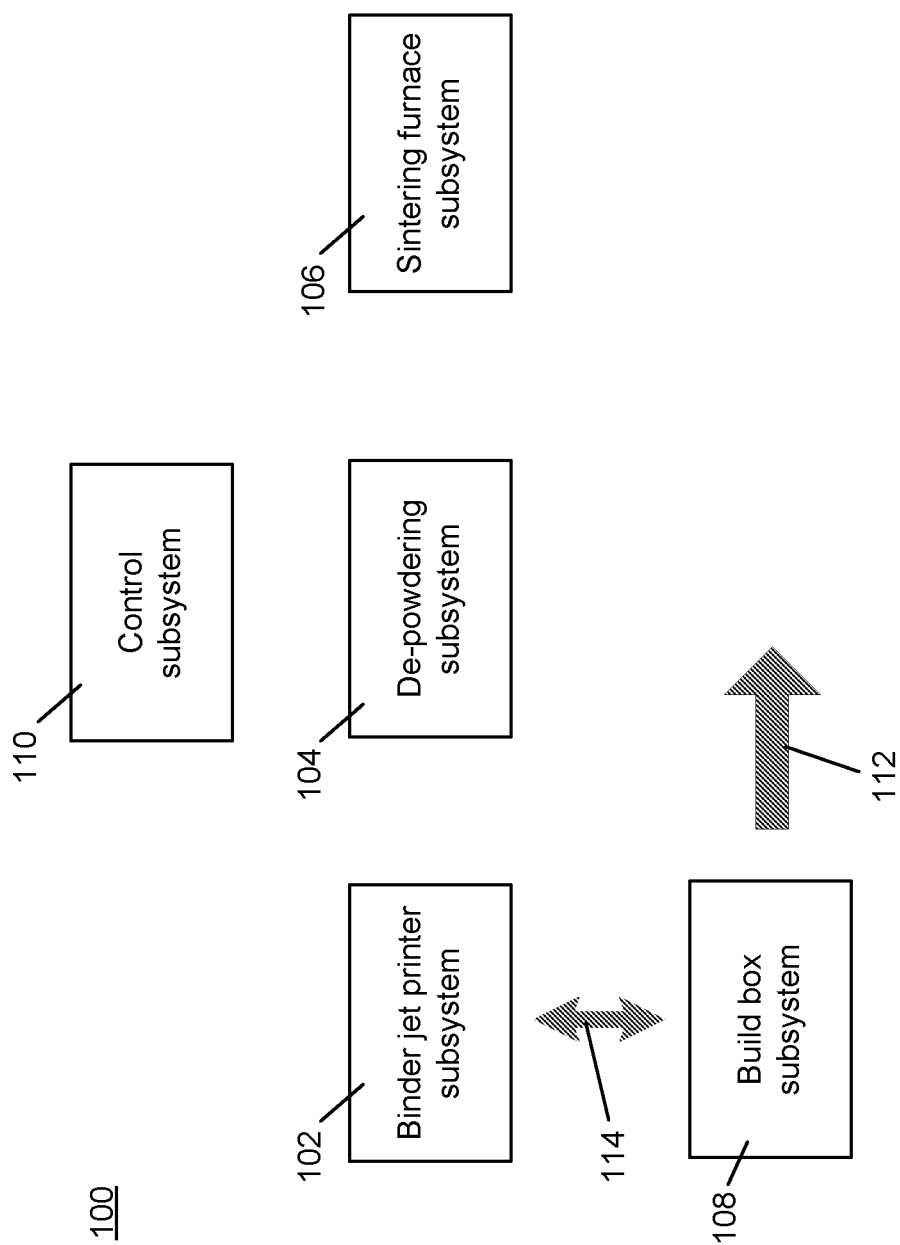 100
110
Control
subsystem
102
Binder jet printer
subsystem
104
De-powdering
subsystem
106
Sintering furnace
subsystem
114
108
Build box
subsystem
112